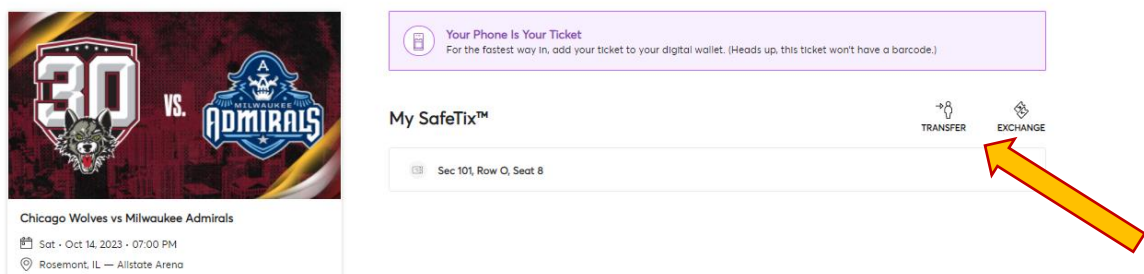 30
VS.
MILWAUKEE
ADMIRALS
A
Chicago Wolves vs Milwaukee Admirals
Sat • Oct 14, 2023 • 07:00 PM
Rosemont, IL — Allstate Arena
Your Phone Is Your Ticket
For the fastest way in, add your ticket to your digital wallet. (Heads up, this ticket won't have a barcode.)
My SafeTix™
TRANSFER
EXCHANGE
Sec 101, Row O, Seat 8